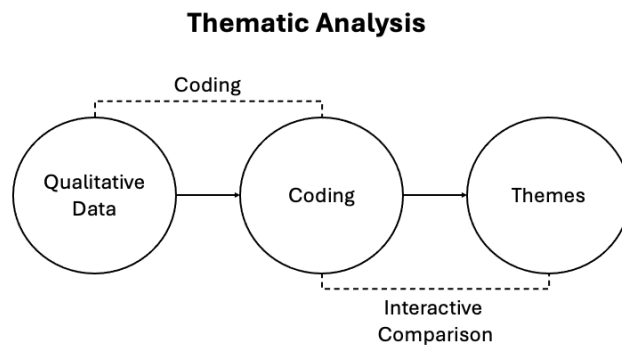 Thematic Analysis
Coding
Qualitative
Data
Coding
Themes
Interactive
Comparison